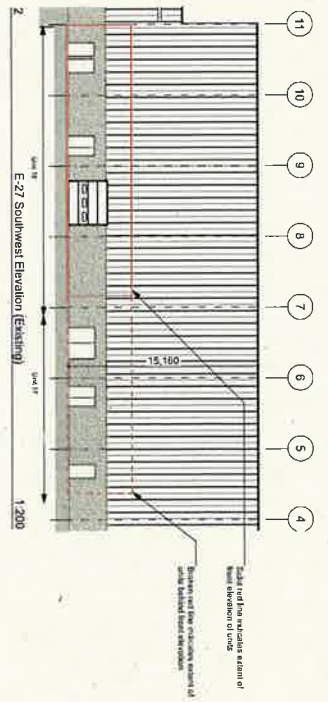 11
10
9
8
7
6
5
4
15,160
Solid red line indicates extent of
front elevation of units
Broken red line indicates extent of
units behind front elevation
2
E-27 Southwest Elevation (Existing)
1:200